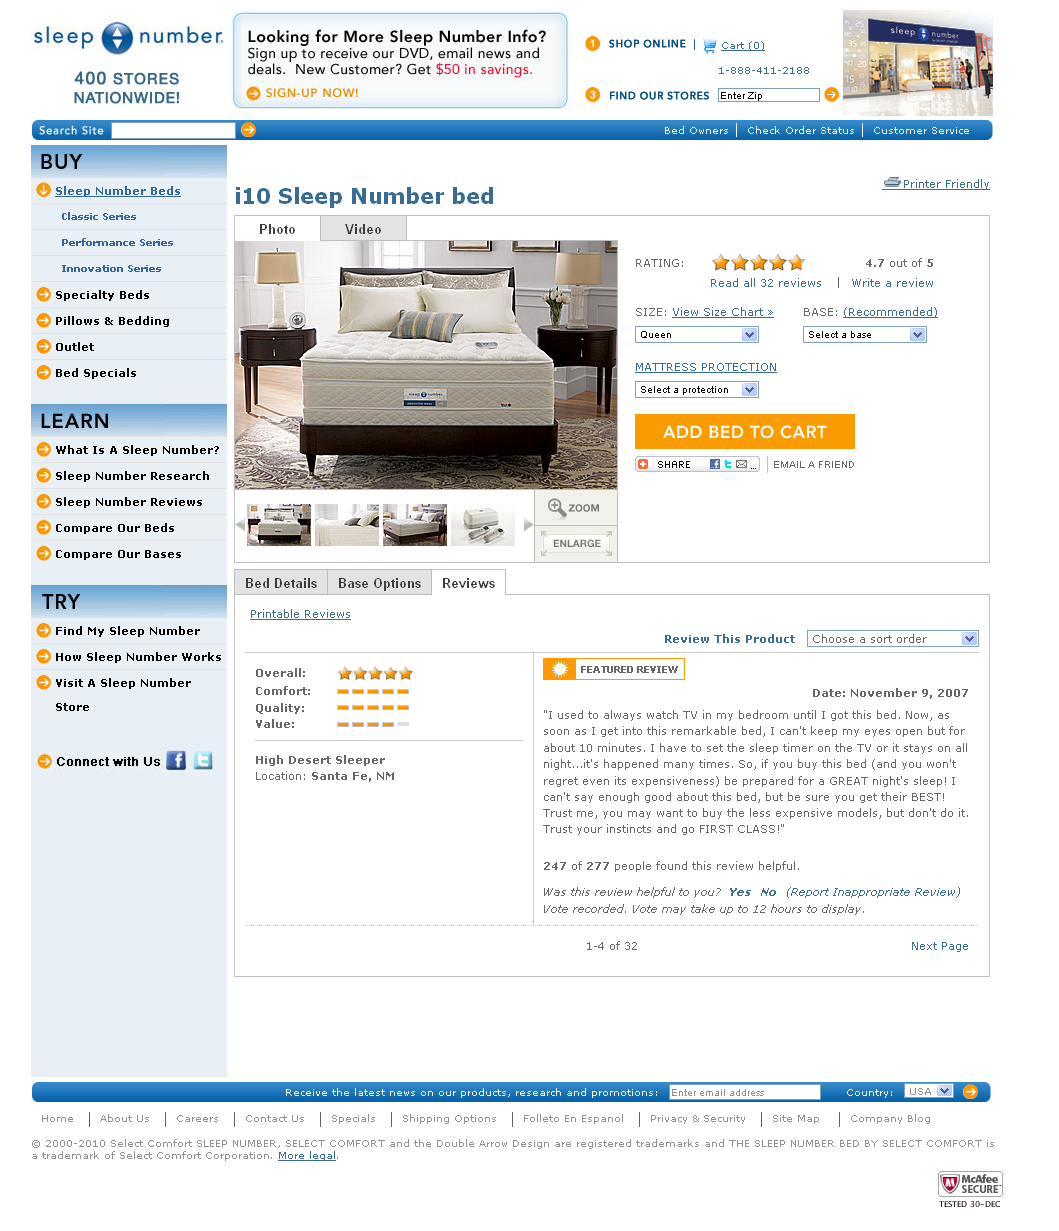 sleep number.
400 STORES
NATIONWIDE!
Looking for More Sleep Number Info?
Sign up to receive our DVD, email news and
deals. New Customer? Get $50 in savings.
SIGN-UP NOW!
1 SHOP ONLINE | Cart (0)
1-888-411-2188
3 FIND OUR STORES Enter Zip
sleep number
Search Site
Bed Owners | Check Order Status | Customer Service
BUY
Sleep Number Beds
Classic Series
Performance Series
Innovation Series
Specialty Beds
Pillows & Bedding
Outlet
Bed Specials
LEARN
What Is A Sleep Number?
Sleep Number Research
Sleep Number Reviews
Compare Our Beds
Compare Our Bases
TRY
Find My Sleep Number
How Sleep Number Works
Visit A Sleep Number
Store
Connect with Us
Printer Friendly
i10 Sleep Number bed
Photo Video
sleep number
ZOOM
ENLARGE
RATING: 4.7 out of 5
Read all 32 reviews | Write a review
SIZE: View Size Chart » BASE: (Recommended)
Queen Select a base
MATTRESS PROTECTION
Select a protection
ADD BED TO CART
SHARE EMAIL A FRIEND
Bed Details Base Options Reviews
Printable Reviews
Review This Product Choose a sort order
Overall:
Comfort:
Quality:
Value:
High Desert Sleeper
Location: Santa Fe, NM
FEATURED REVIEW
Date: November 9, 2007
"I used to always watch TV in my bedroom until I got this bed. Now, as
soon as I get into this remarkable bed, I can't keep my eyes open but for
about 10 minutes. I have to set the sleep timer on the TV or it stays on all
night...it's happened many times. So, if you buy this bed (and you won't
regret even its expensiveness) be prepared for a GREAT night's sleep! I
can't say enough good about this bed, but be sure you get their BEST!
Trust me, you may want to buy the less expensive models, but don't do it.
Trust your instincts and go FIRST CLASS!"
247 of 277 people found this review helpful.
Was this review helpful to you? Yes No (Report Inappropriate Review)
Vote recorded. Vote may take up to 12 hours to display.
1-4 of 32 Next Page
Receive the latest news on our products, research and promotions: Enter email address Country: USA
Home | About Us | Careers | Contact Us | Specials | Shipping Options | Folleto En Espanol | Privacy & Security | Site Map | Company Blog
© 2000-2010 Select Comfort SLEEP NUMBER, SELECT COMFORT and the Double Arrow Design are registered trademarks and THE SLEEP NUMBER BED BY SELECT COMFORT is
a trademark of Select Comfort Corporation. More legal.
McAfee
SECURE
TESTED 30-DEC